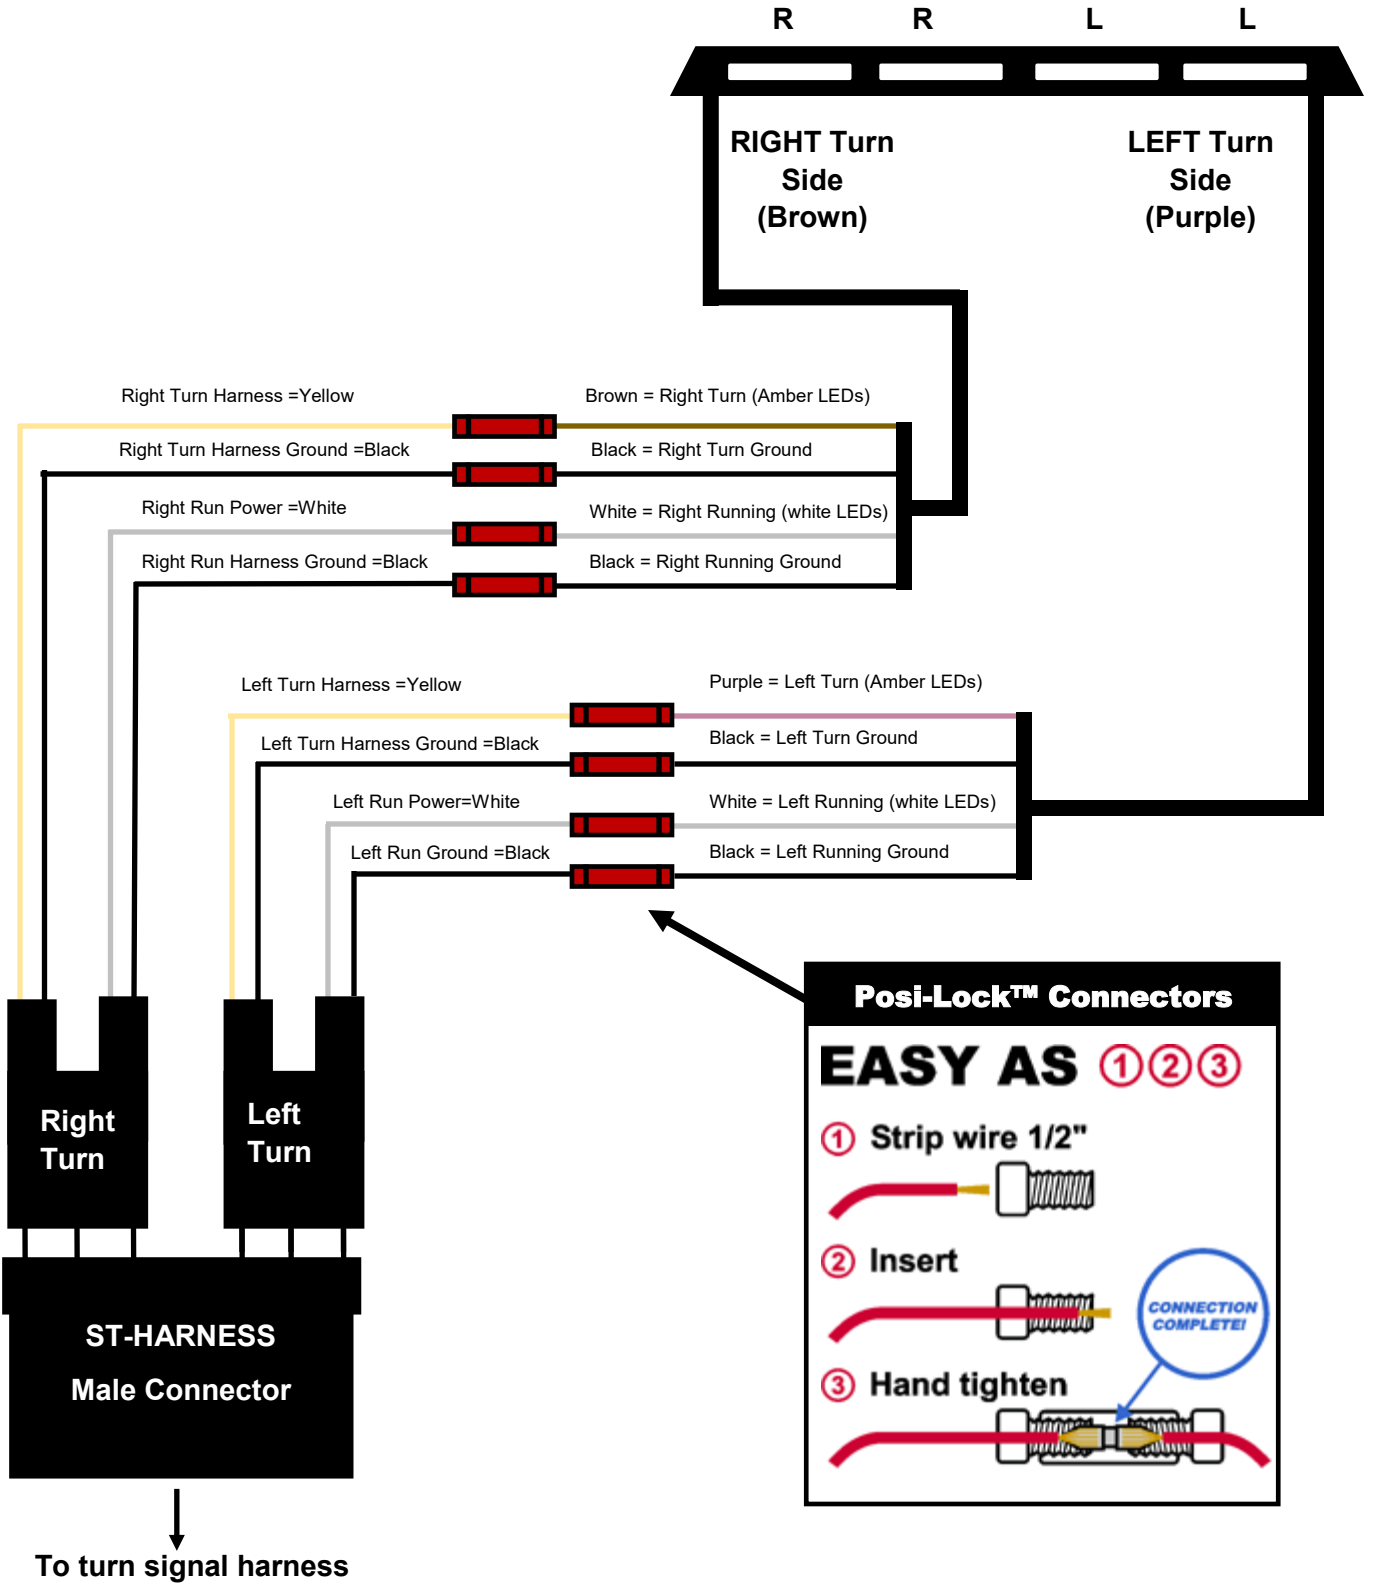 R R L L
RIGHT Turn
Side
(Brown)
LEFT Turn
Side
(Purple)
Right Turn Harness =Yellow
Brown = Right Turn (Amber LEDs)
Right Turn Harness Ground =Black
Black = Right Turn Ground
Right Run Power =White
White = Right Running (white LEDs)
Right Run Harness Ground =Black
Black = Right Running Ground
Left Turn Harness =Yellow
Purple = Left Turn (Amber LEDs)
Left Turn Harness Ground =Black
Black = Left Turn Ground
Left Run Power=White
White = Left Running (white LEDs)
Left Run Ground =Black
Black = Left Running Ground
Right
Turn
Left
Turn
ST-HARNESS
Male Connector
To turn signal harness
Posi-Lock™ Connectors
EASY AS ①②③
① Strip wire 1/2"
② Insert
CONNECTION
COMPLETE!
③ Hand tighten